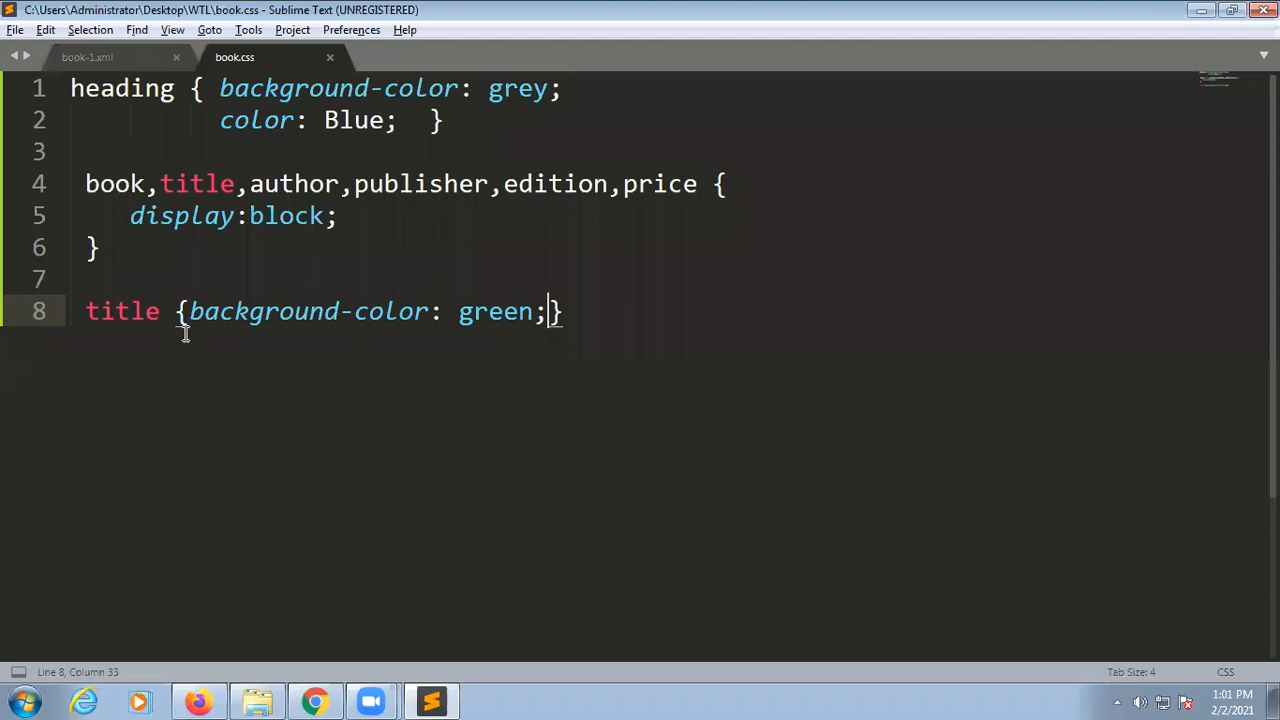 C:\Users\Administrator\Desktop\WTL\book.css - Sublime Text (UNREGISTERED)
File Edit Selection Find View Goto Tools Project Preferences Help
book-1.xml book.css
1 heading { background-color: grey;
2 color: Blue; }
3
4 book,title,author,publisher,edition,price {
5 display:block;
6 }
7
8 title {background-color: green;}
Line 8, Column 33 Tab Size: 4 CSS
1:01 PM
2/2/2021